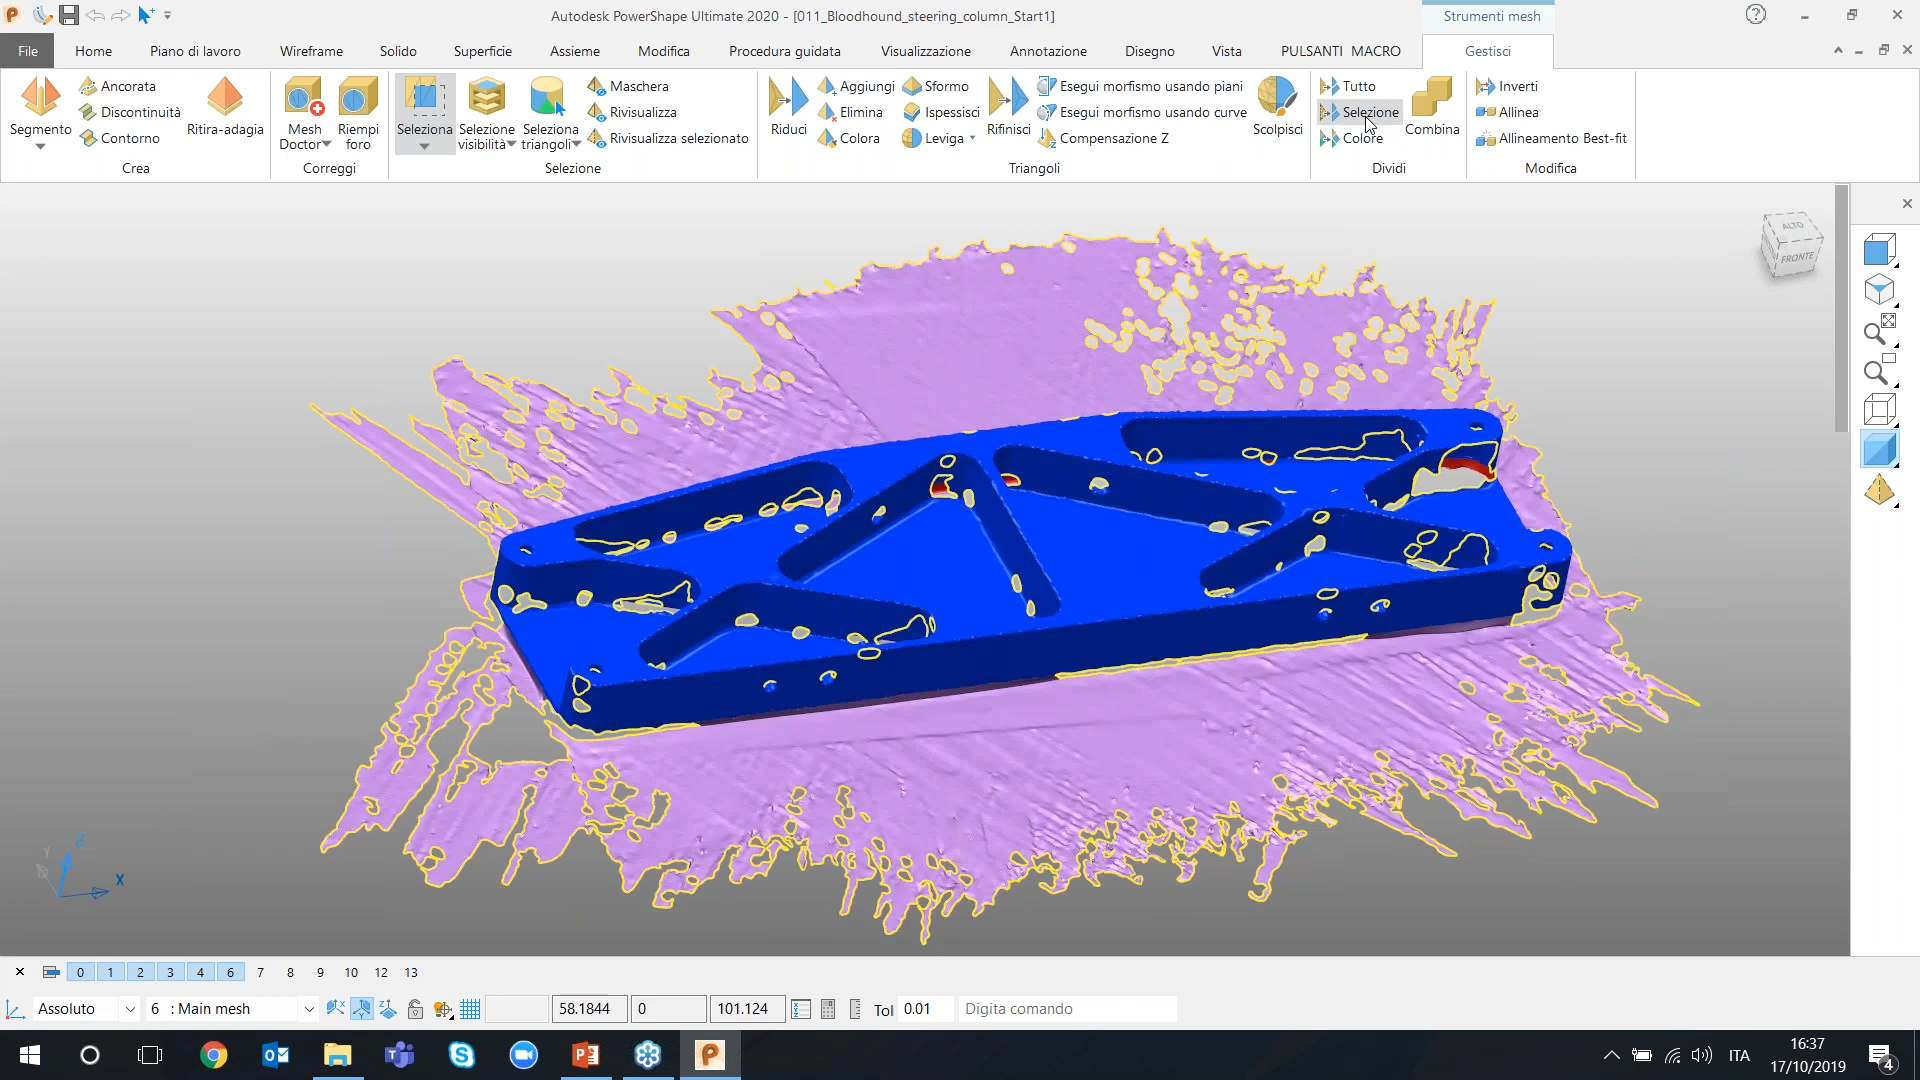 Autodesk PowerShape Ultimate 2020 - [011_Bloodhound_steering_column_Start1]
Strumenti mesh
File
Home
Piano di lavoro
Wireframe
Solido
Superficie
Assieme
Modifica
Procedura guidata
Visualizzazione
Annotazione
Disegno
Vista
PULSANTI MACRO
Gestisci
Segmento
Ancorata
Discontinuità
Contorno
Ritira-adagia
Crea
Mesh
Doctor
Riempi
foro
Correggi
Seleziona
Selezione
visibilità
Seleziona
triangoli
Maschera
Rivisualizza
Rivisualizza selezionato
Selezione
Riduci
Aggiungi
Elimina
Colora
Sformo
Ispessisci
Leviga
Rifinisci
Esegui morfismo usando piani
Esegui morfismo usando curve
Compensazione Z
Scolpisci
Triangoli
Tutto
Selezione
Colore
Combina
Dividi
Inverti
Allinea
Allineamento Best-fit
Modifica
ALTO
FRONTE
Z
Y
X
0 1 2 3 4 6 7 8 9 10 12 13
Assoluto
6 : Main mesh
58.1844
0
101.124
Tol 0.01
Digita comando
ITA
16:37
17/10/2019
4